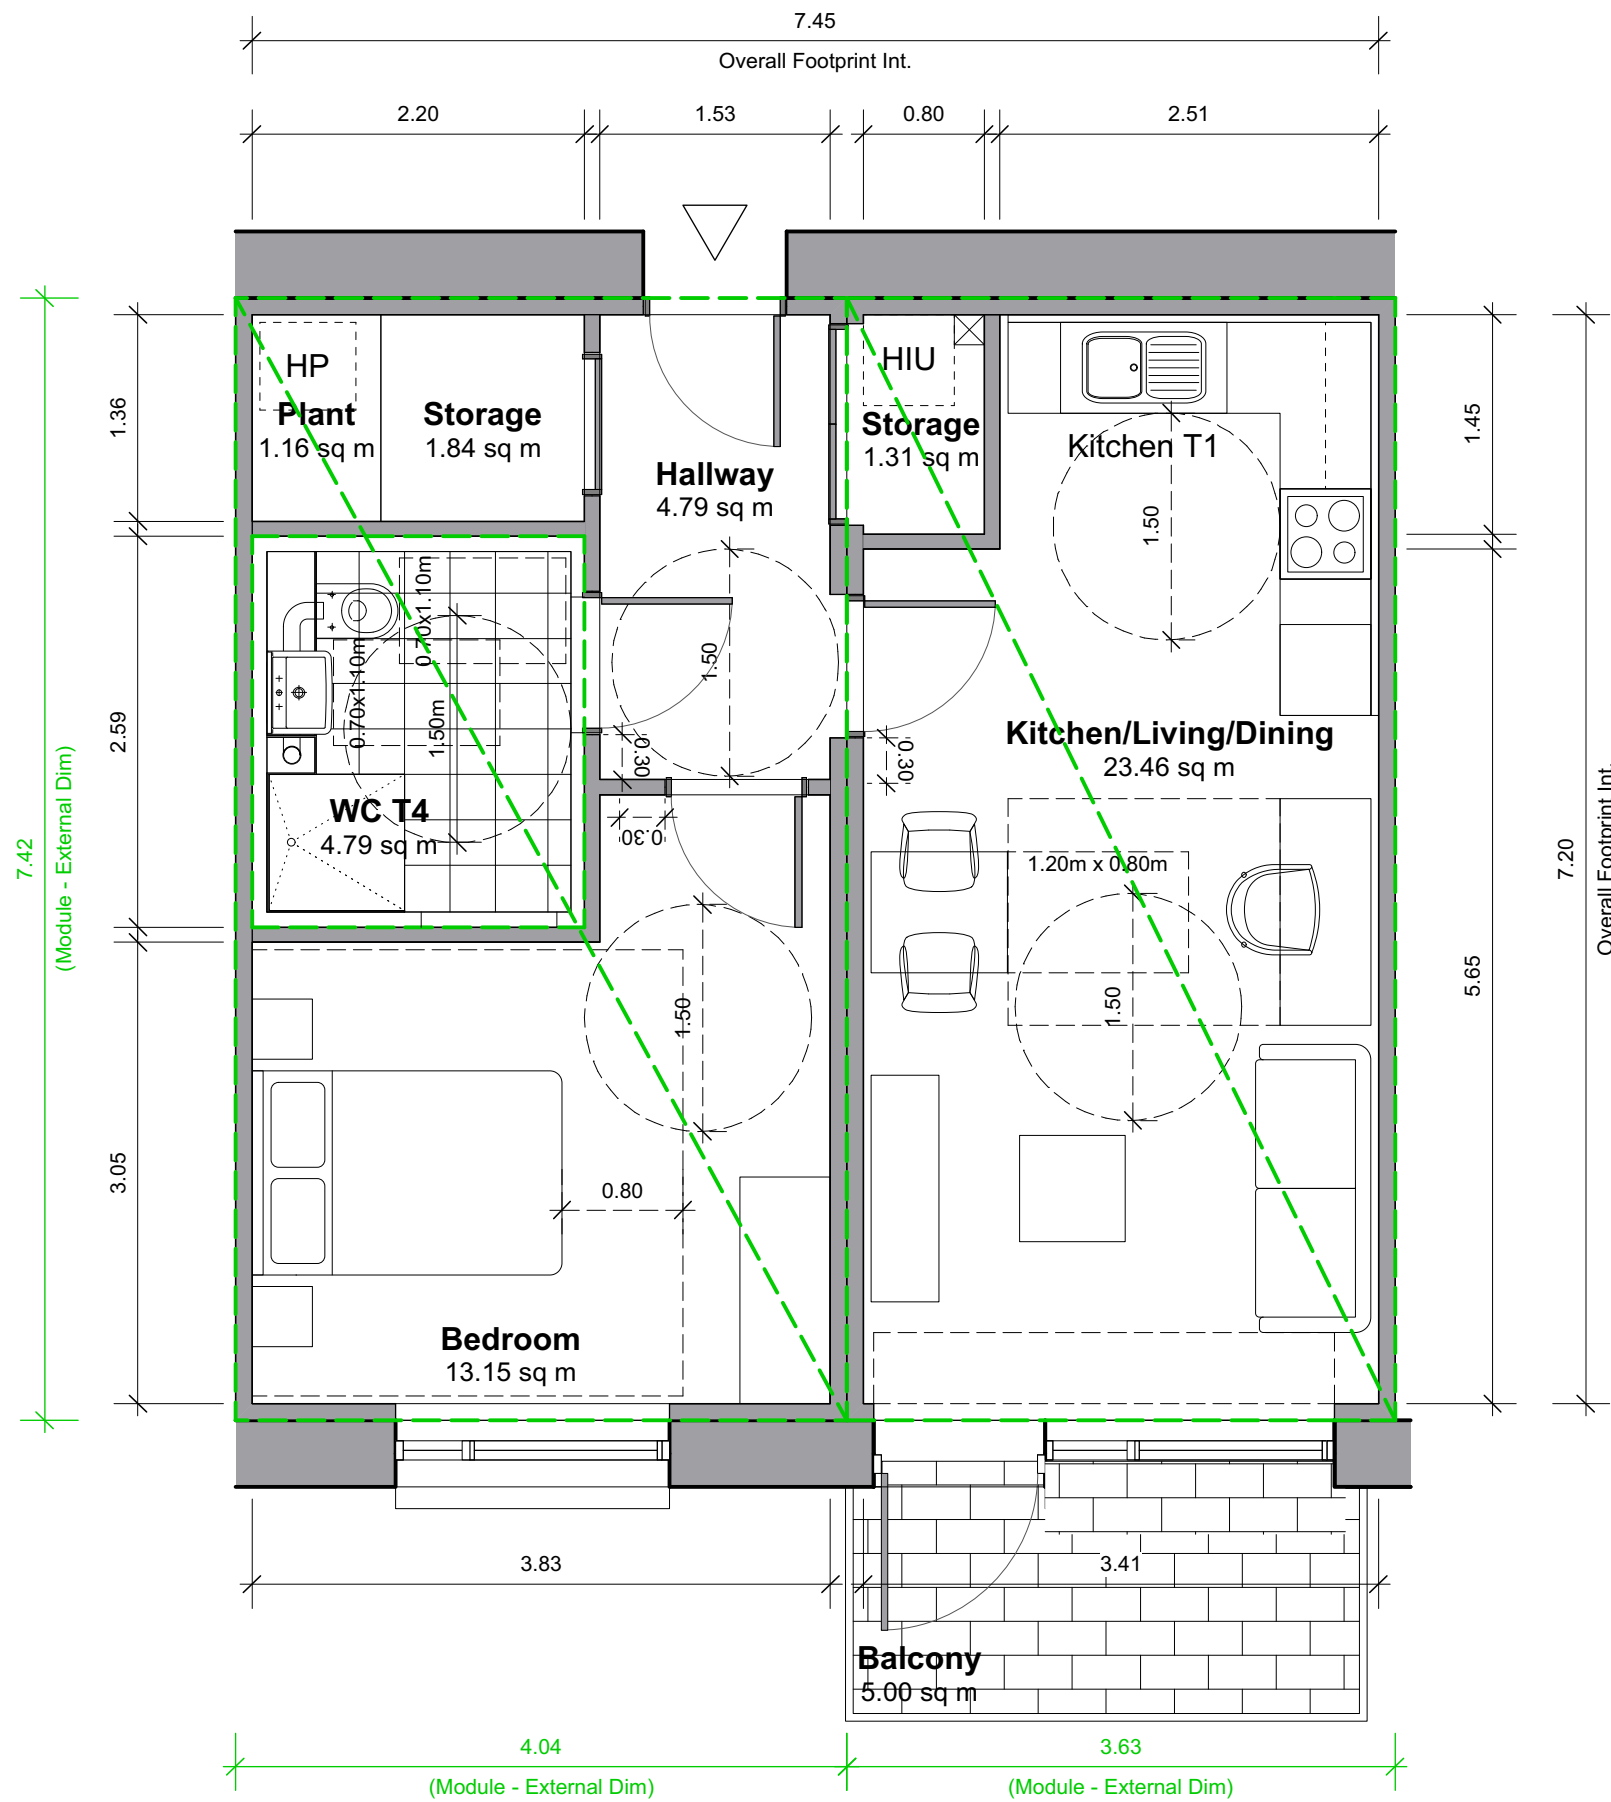 7.45
Overall Footprint Int.
2.20
1.53
0.80
2.51
HP
Plant
1.16 sq m
Storage
1.84 sq m
Hallway
4.79 sq m
HIU
Storage
1.31 sq m
Kitchen T1
1.50
1.36
1.45
0.70x1.10m
0.70x1.10m
1.50m
1.50
2.59
0.30
0.30
0.30
WC T4
4.79 sq m
Kitchen/Living/Dining
23.46 sq m
7.42
(Module - External Dim)
7.20
Overall Footprint Int.
1.20m x 0.80m
1.50
1.50
5.65
3.05
0.80
Bedroom
13.15 sq m
3.83
3.41
Balcony
5.00 sq m
4.04
(Module - External Dim)
3.63
(Module - External Dim)